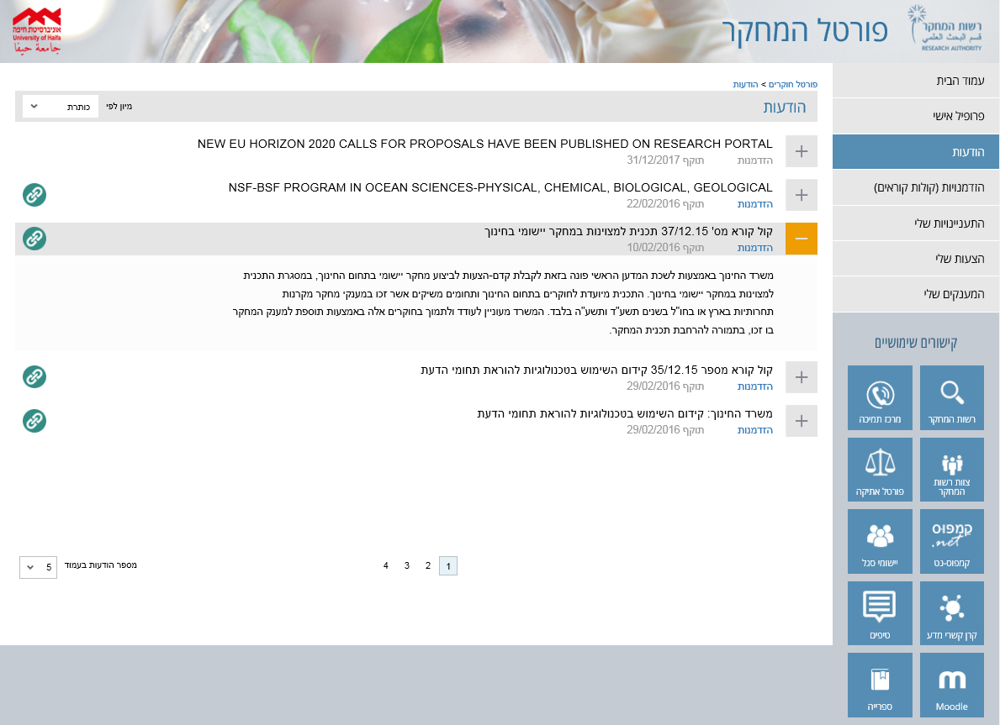 רשות המחקר
قسم البحث العلمي
RESEARCH AUTHORITY
פורטל המחקר
אוניברסיטת חיפה
University of Haifa
جامعة حيفا
עמוד הבית
פרופיל אישי
הודעות
הזדמנויות (קולות קוראים)
התעניינויות שלי
הצעות שלי
המענקים שלי
קישורים שימושיים
רשות המחקר
מרכז תמיכה
צוות רשות
המחקר
פורטל אתיקה
קמפוס
.net
קמפוס-נט
יישומי סגל
קרן קשרי מדע
טיפים
Moodle
ספרייה
פורטל חוקרים > הודעות
הודעות
מיון לפי
כותרת
NEW EU HORIZON 2020 CALLS FOR PROPOSALS HAVE BEEN PUBLISHED ON RESEARCH PORTAL
הזדמנות תוקף 31/12/2017
NSF-BSF PROGRAM IN OCEAN SCIENCES-PHYSICAL, CHEMICAL, BIOLOGICAL, GEOLOGICAL
הזדמנות תוקף 22/02/2016
קול קורא מס' 37/12.15 תכנית למצוינות במחקר יישומי בחינוך
הזדמנות תוקף 10/02/2016
משרד החינוך באמצעות לשכת המדען הראשי פונה בזאת לקבלת קדם-הצעות לביצוע מחקר יישומי בתחום החינוך, במסגרת התכנית
למצוינות במחקר יישומי בחינוך. התכנית מיועדת לחוקרים בתחום החינוך ותחומים משיקים אשר זכו במענקי מחקר מקרנות
תחרותיות בארץ או בחו"ל בשנים תשע"ד ותשע"ה בלבד. המשרד מעוניין לעודד ולתמוך בחוקרים אלה באמצעות תוספת למענק המחקר
בו זכו, בתמורה להרחבת תכנית המחקר.
קול קורא מספר 35/12.15 קידום השימוש בטכנולוגיות להוראת תחומי הדעת
הזדמנות תוקף 29/02/2016
משרד החינוך: קידום השימוש בטכנולוגיות להוראת תחומי הדעת
הזדמנות תוקף 29/02/2016
1 2 3 4
מספר הודעות בעמוד
5